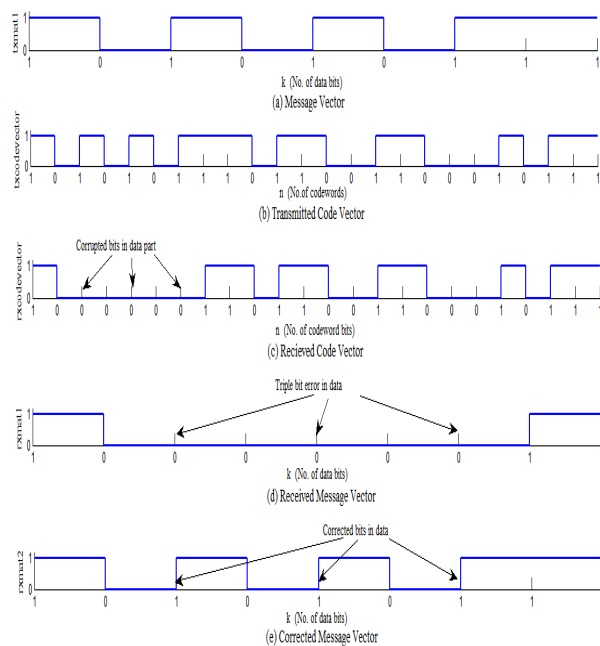 txmat1
1
0
1 0 1 0 1 0 1 1 1
k (No. of data bits)
(a) Message Vector
txcodevector
1
0
1 0 1 0 1 0 1 1 1 0 1 1 0 0 1 1 0 0 0 1 0 1 1 1
n (No.of codewords)
(b) Transmitted Code Vector
Corrupted bits in data part
rxcodevector
1
0
1 0 0 0 0 0 0 1 1 0 1 1 0 0 1 1 0 0 0 1 0 1 1
n (No. of codeword bits)
(c) Recieved Code Vector
Triple bit error in data
rxmat1
1
0
1 0 0 0 0 0 0 1
k (No. of data bits)
(d) Received Message Vector
Corrected bits in data
rxmat2
1
0
1 0 1 0 1 0 1 1
k (No. of data bits)
(e) Corrected Message Vector